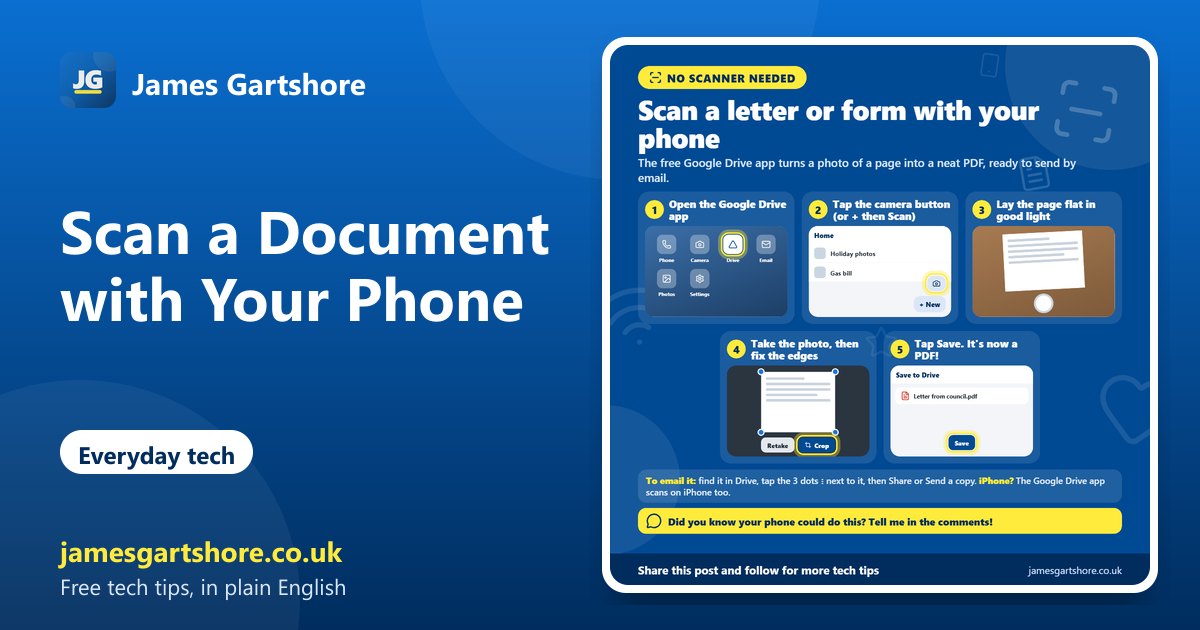 JG
James Gartshore
Scan a Document
with Your Phone
Everyday tech
jamesgartshore.co.uk
Free tech tips, in plain English
NO SCANNER NEEDED
Scan a letter or form with your
phone
The free Google Drive app turns a photo of a page into a neat PDF, ready to send by
email.
1
Open the Google Drive
app
Phone
Camera
Drive
Email
Photos
Settings
2
Tap the camera button
(or + then Scan)
Home
Holiday photos
Gas bill
+ New
3
Lay the page flat in
good light
4
Take the photo, then
fix the edges
Retake
Crop
5
Tap Save. It's now a
PDF!
Save to Drive
Letter from council.pdf
Save
To email it: find it in Drive, tap the 3 dots ⋮ next to it, then Share or Send a copy. iPhone? The Google Drive app
scans on iPhone too.
Did you know your phone could do this? Tell me in the comments!
Share this post and follow for more tech tips
jamesgartshore.co.uk